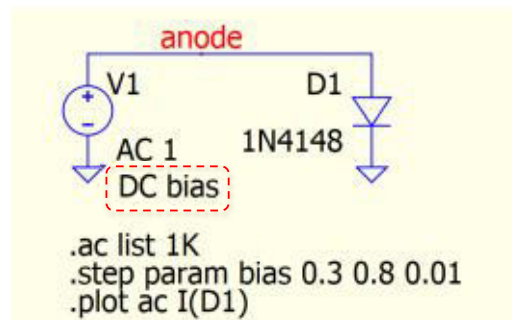 anode
V1
D1
AC 1
1N4148
DC bias
.ac list 1K
.step param bias 0.3 0.8 0.01
.plot ac I(D1)